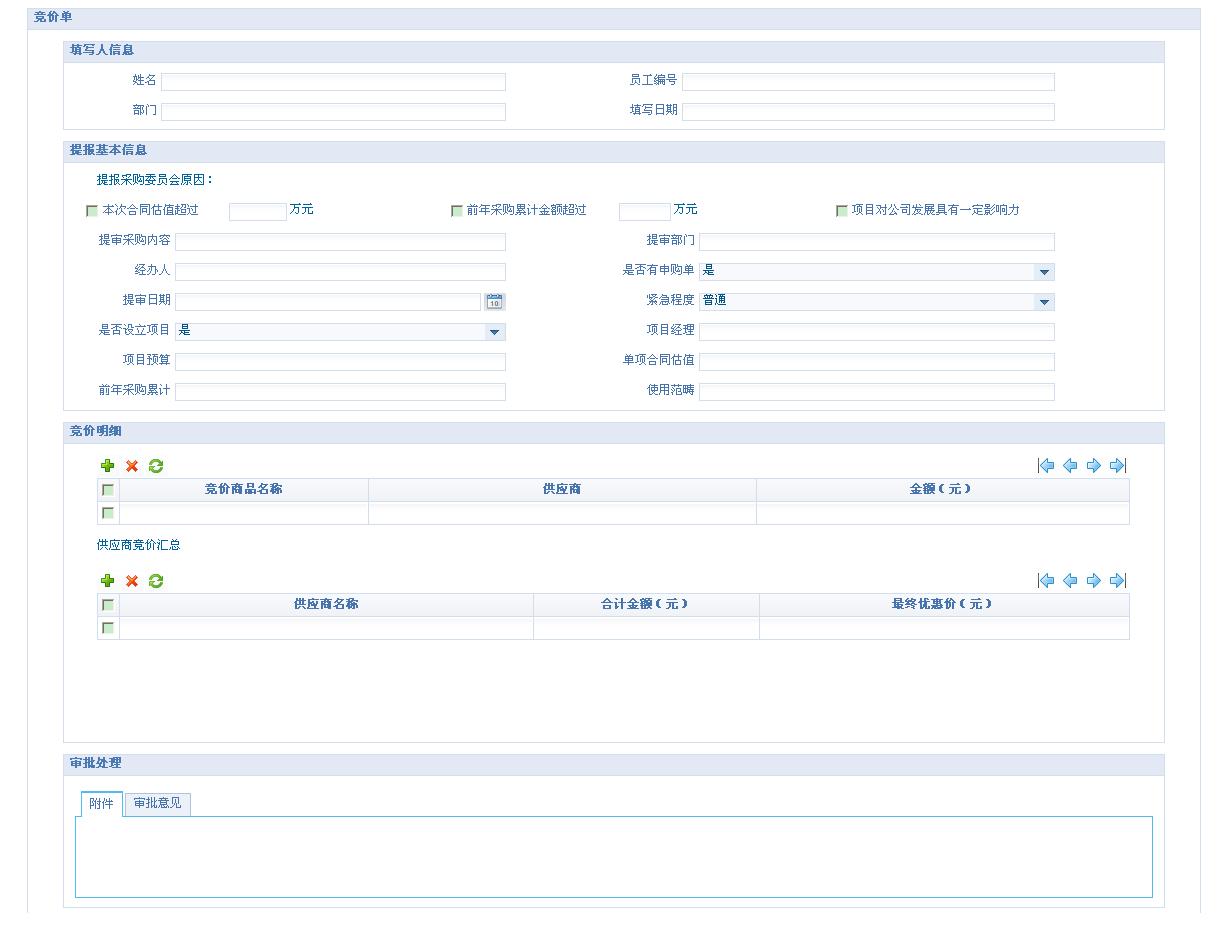 竞价单
填写人信息
姓名 员工编号
部门 填写日期
提报基本信息
提报采购委员会原因：
本次合同估值超过 万元 前年采购累计金额超过 万元 项目对公司发展具有一定影响力
提审采购内容 提审部门
经办人 是否有申购单 是
提审日期 10 紧急程度 普通
是否设立项目 是 项目经理
项目预算 单项合同估值
前年采购累计 使用范畴
竞价明细
竞价商品名称 供应商 金额（元）
供应商竞价汇总
供应商名称 合计金额（元） 最终优惠价（元）
审批处理
附件 审批意见